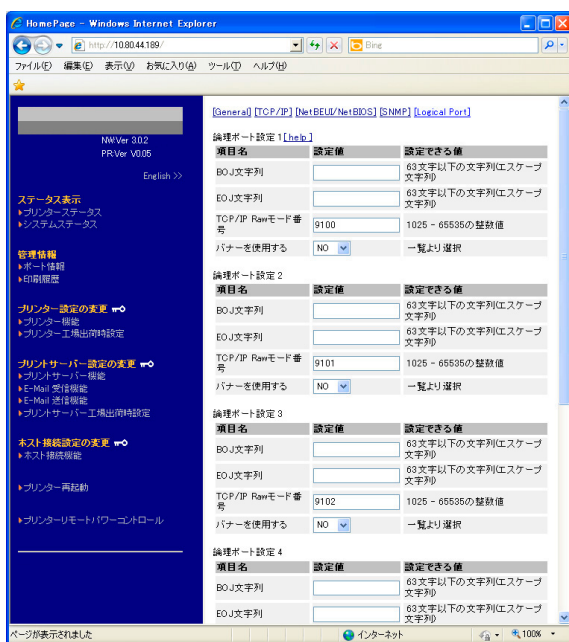 HomePage - Windows Internet Explorer
http://10.80.44.189/
Bing
ファイル(F) 編集(E) 表示(V) お気に入り(A) ツール(T) ヘルプ(H)
NW:Ver 3.0.2
PR:Ver V0.05
English >>
ステータス表示
プリンターステータス
システムステータス
管理情報
ポート情報
印刷履歴
プリンター設定の変更
プリンター機能
プリンター工場出荷時設定
プリントサーバー設定の変更
プリントサーバー機能
E-Mail 受信機能
E-Mail 送信機能
プリントサーバー工場出荷時設定
ホスト接続設定の変更
ホスト接続機能
プリンター再起動
プリンターリモートパワーコントロール
[General] [TCP/IP] [NetBEUI/NetBIOS] [SNMP] [Logical Port]
論理ポート設定 1[help ]
項目名 設定値 設定できる値
BOJ文字列 63文字以下の文字列(エスケープ
文字列)
EOJ文字列 63文字以下の文字列(エスケープ
文字列)
TCP/IP Rawモード番
号 9100 1025 - 65535の整数値
バナーを使用する NO 一覧より選択
論理ポート設定 2
項目名 設定値 設定できる値
BOJ文字列 63文字以下の文字列(エスケープ
文字列)
EOJ文字列 63文字以下の文字列(エスケープ
文字列)
TCP/IP Rawモード番
号 9101 1025 - 65535の整数値
バナーを使用する NO 一覧より選択
論理ポート設定 3
項目名 設定値 設定できる値
BOJ文字列 63文字以下の文字列(エスケープ
文字列)
EOJ文字列 63文字以下の文字列(エスケープ
文字列)
TCP/IP Rawモード番
号 9102 1025 - 65535の整数値
バナーを使用する NO 一覧より選択
論理ポート設定 4
項目名 設定値 設定できる値
BOJ文字列 63文字以下の文字列(エスケープ
文字列)
EOJ文字列 63文字以下の文字列(エスケープ
文字列)
ページが表示されました インターネット 100%